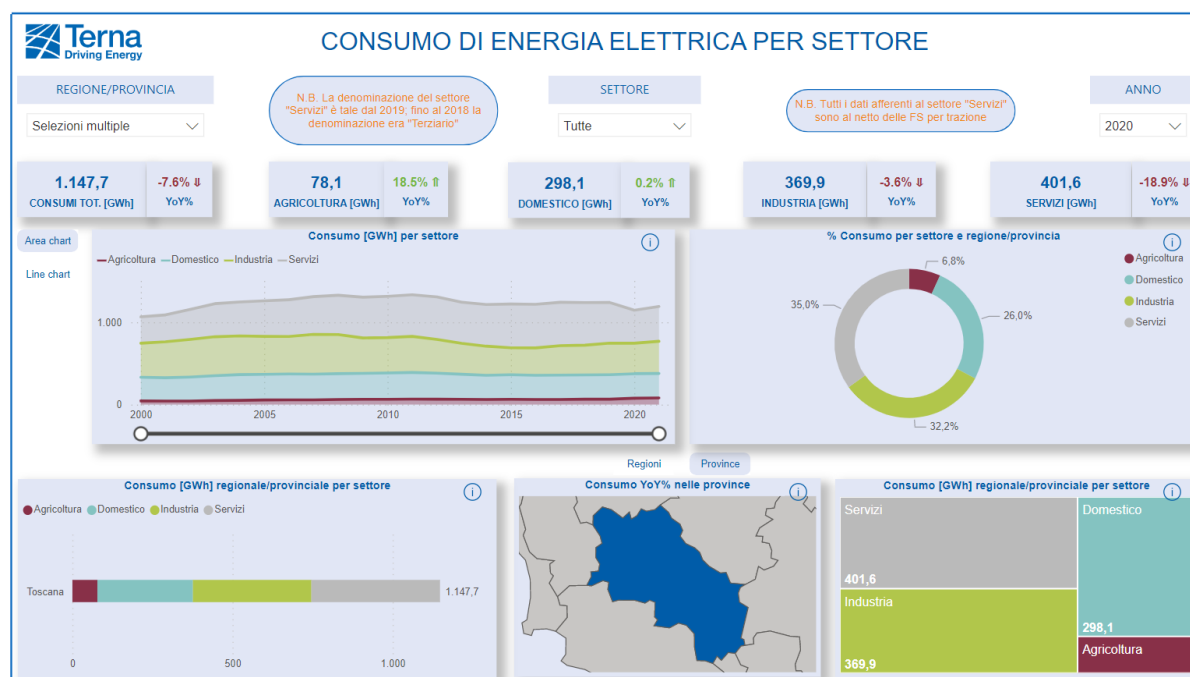 Terna
Driving Energy
CONSUMO DI ENERGIA ELETTRICA PER SETTORE
REGIONE/PROVINCIA
Selezioni multiple
N.B. La denominazione del settore
"Servizi" è tale dal 2019; fino al 2018 la
denominazione era "Terziario"
SETTORE
Tutte
N.B. Tutti i dati afferenti al settore "Servizi"
sono al netto delle FS per trazione
ANNO
2020
1.147,7
CONSUMI TOT. [GWh]
-7.6% ⇓
YoY%
78,1
AGRICOLTURA [GWh]
18.5% ⇑
YoY%
298,1
DOMESTICO [GWh]
0.2% ⇑
YoY%
369,9
INDUSTRIA [GWh]
-3.6% ⇓
YoY%
401,6
SERVIZI [GWh]
-18.9% ⇓
YoY%
Area chart
Line chart
Consumo [GWh] per settore
i
Agricoltura Domestico Industria Servizi
1.000
0
2000 2005 2010 2015 2020
% Consumo per settore e regione/provincia
i
6,8%
26,0%
32,2%
35,0%
Agricoltura
Domestico
Industria
Servizi
Regioni
Province
Consumo [GWh] regionale/provinciale per settore
i
Agricoltura Domestico Industria Servizi
Toscana
1.147,7
0 500 1.000
Consumo YoY% nelle province
i
Consumo [GWh] regionale/provinciale per settore
i
Servizi
401,6
Industria
369,9
Domestico
298,1
Agricoltura